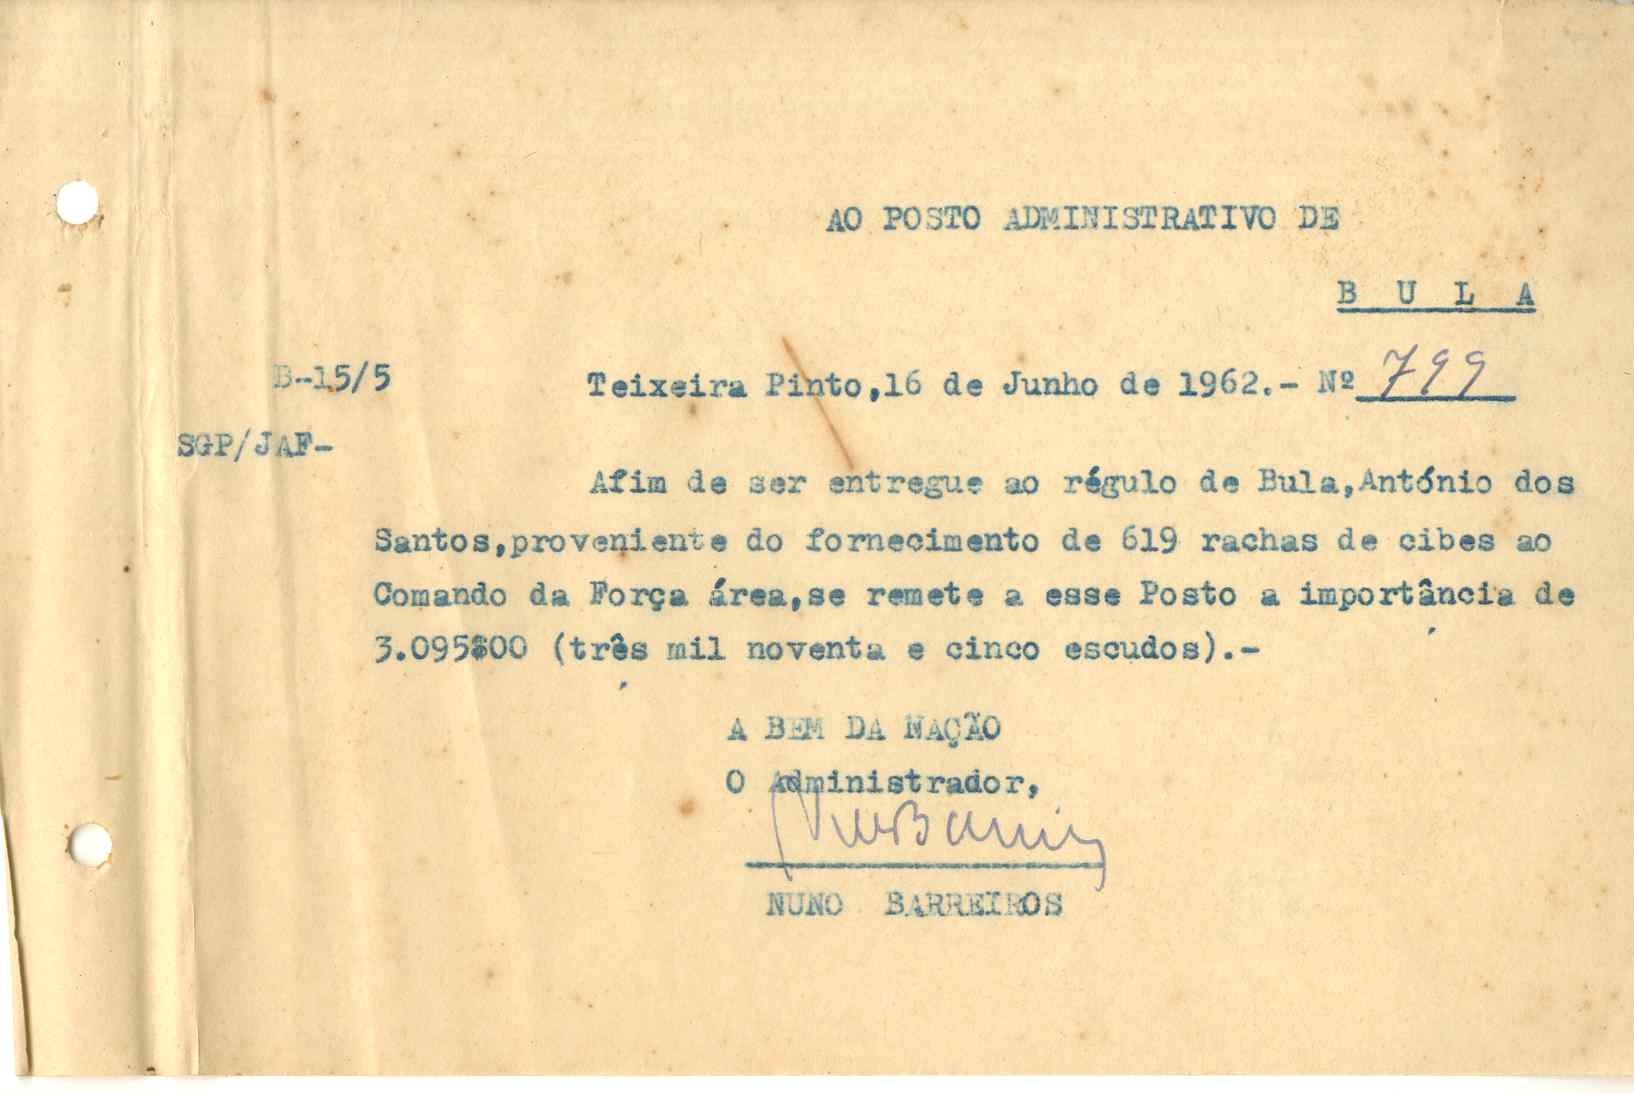 AO POSTO ADMINISTRATIVO DE
B U L A
B-15/5 Teixeira Pinto,16 de Junho de 1962.- Nº 799
SGP/JAF-
Afim de ser entregue ao régulo de Bula,António dos
Santos,proveniente do fornecimento de 619 rachas de cibes ao
Comando da Força área,se remete a esse Posto a importância de
3.095$00 (três mil noventa e cinco escudos).-
A BEM DA NAÇÃO
O Administrador,
NUNO BARREIROS